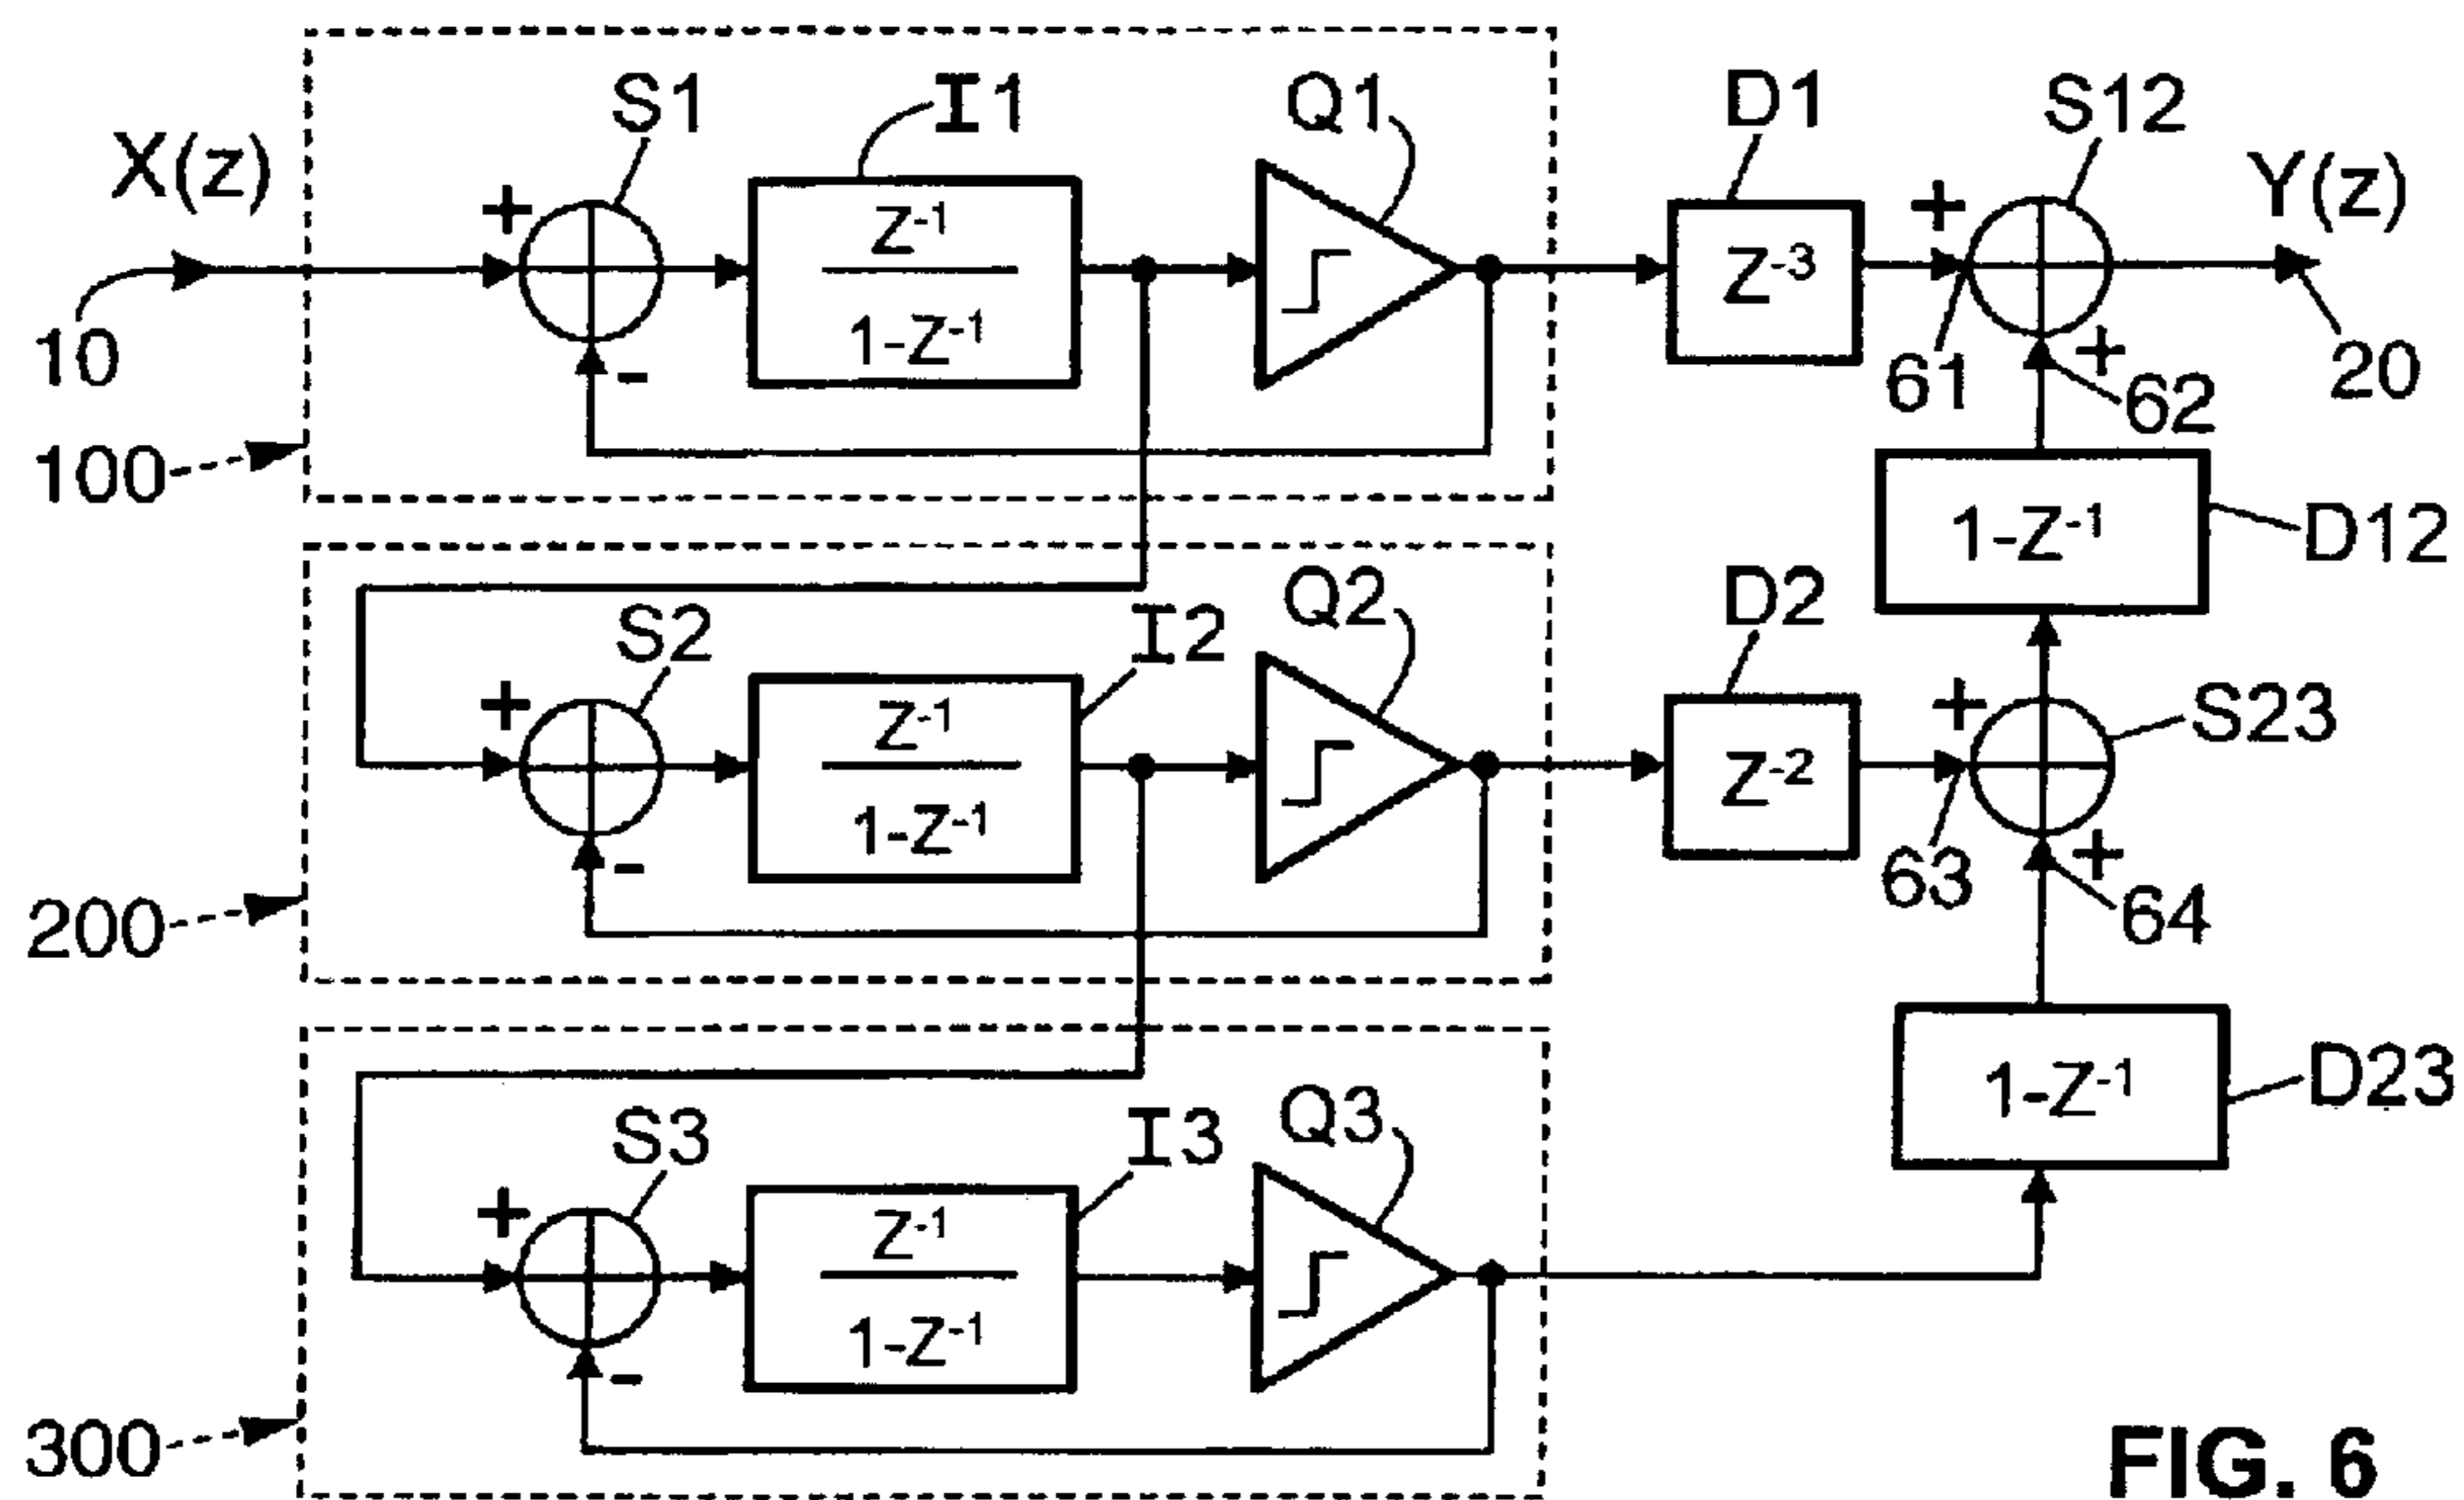 S1 I1 Q1 D1 S12
X(z) + Z⁻¹ + Y(z)
1-Z⁻¹ Z⁻³
10 - 61 + 62 20
100 1-Z⁻¹ D12
S2 I2 Q2 D2
+ Z⁻¹ + S23
1-Z⁻¹ Z⁻²
200 - 63 + 64
1-Z⁻¹ D23
S3 I3 Q3
+ Z⁻¹
1-Z⁻¹
300 -
FIG. 6